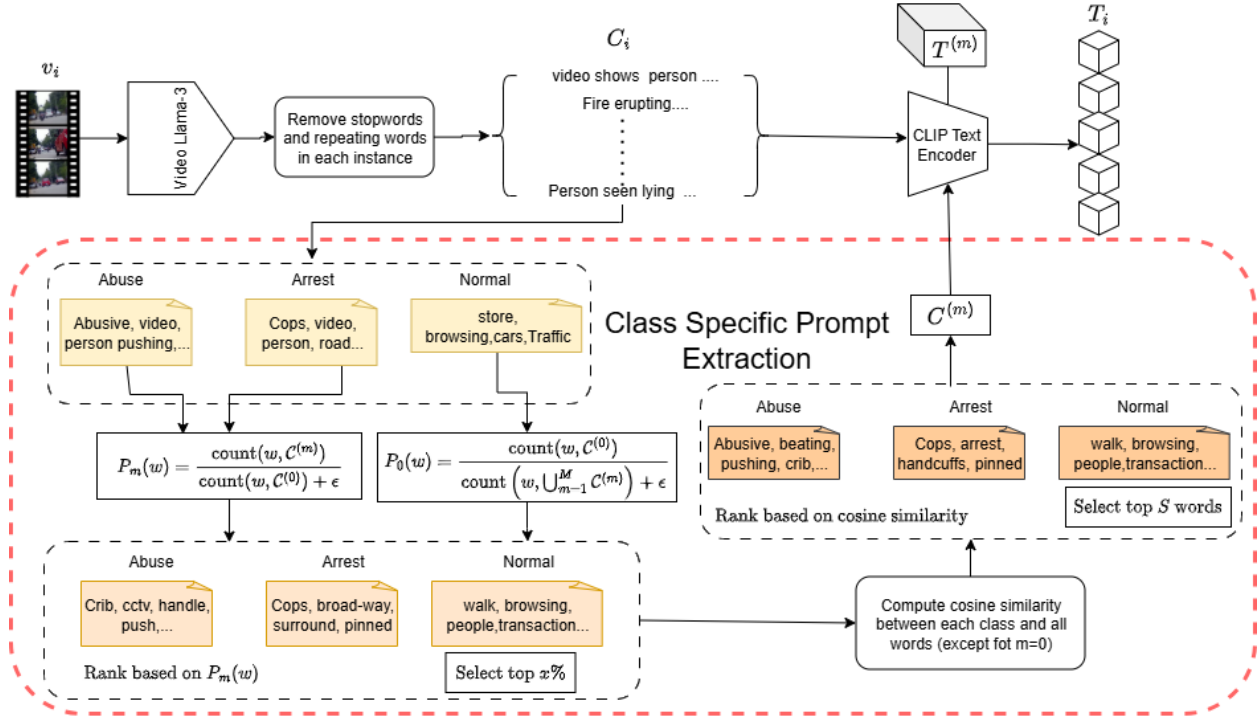 v_i
Video Llama-3
Remove stopwords
and repeating words
in each instance
C_i
video shows person ....
Fire erupting....
Person seen lying ...
T^{(m)}
CLIP Text
Encoder
T_i
Abuse
Arrest
Normal
Abusive, video,
person pushing,...
Cops, video,
person, road...
store,
browsing,cars,Traffic
Class Specific Prompt
Extraction
C^{(m)}
P_m(w) = \frac{count(w, C^{(m)})}{count(w, C^{(0)}) + ϵ}
P_0(w) = \frac{count(w, C^{(0)})}{count (w, ⋃_{m-1}^{M} C^{(m)}) + ϵ}
Abuse
Arrest
Normal
Crib, cctv, handle,
push,...
Cops, broad-way,
surround, pinned
walk, browsing,
people,transaction...
Rank based on P_m(w)
Select top x%
Compute cosine similarity
between each class and all
words (except fot m=0)
Abuse
Arrest
Normal
Abusive, beating,
pushing, crib,...
Cops, arrest,
handcuffs, pinned
walk, browsing,
people,transaction...
Rank based on cosine similarity
Select top S words